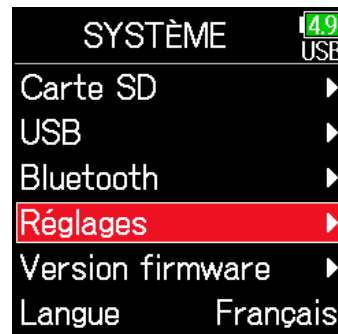 SYSTÈME 4.9
USB
Carte SD
USB
Bluetooth
Réglages
Version firmware
Langue Français